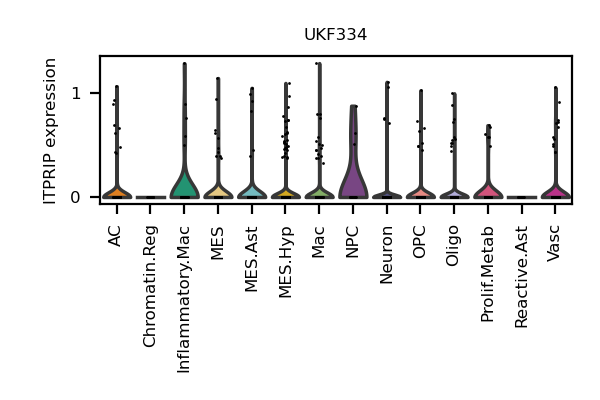 UKF334
ITPRIP expression
1
0
AC
Chromatin.Reg
Inflammatory.Mac
MES
MES.Ast
MES.Hyp
Mac
NPC
Neuron
OPC
Oligo
Prolif.Metab
Reactive.Ast
Vasc